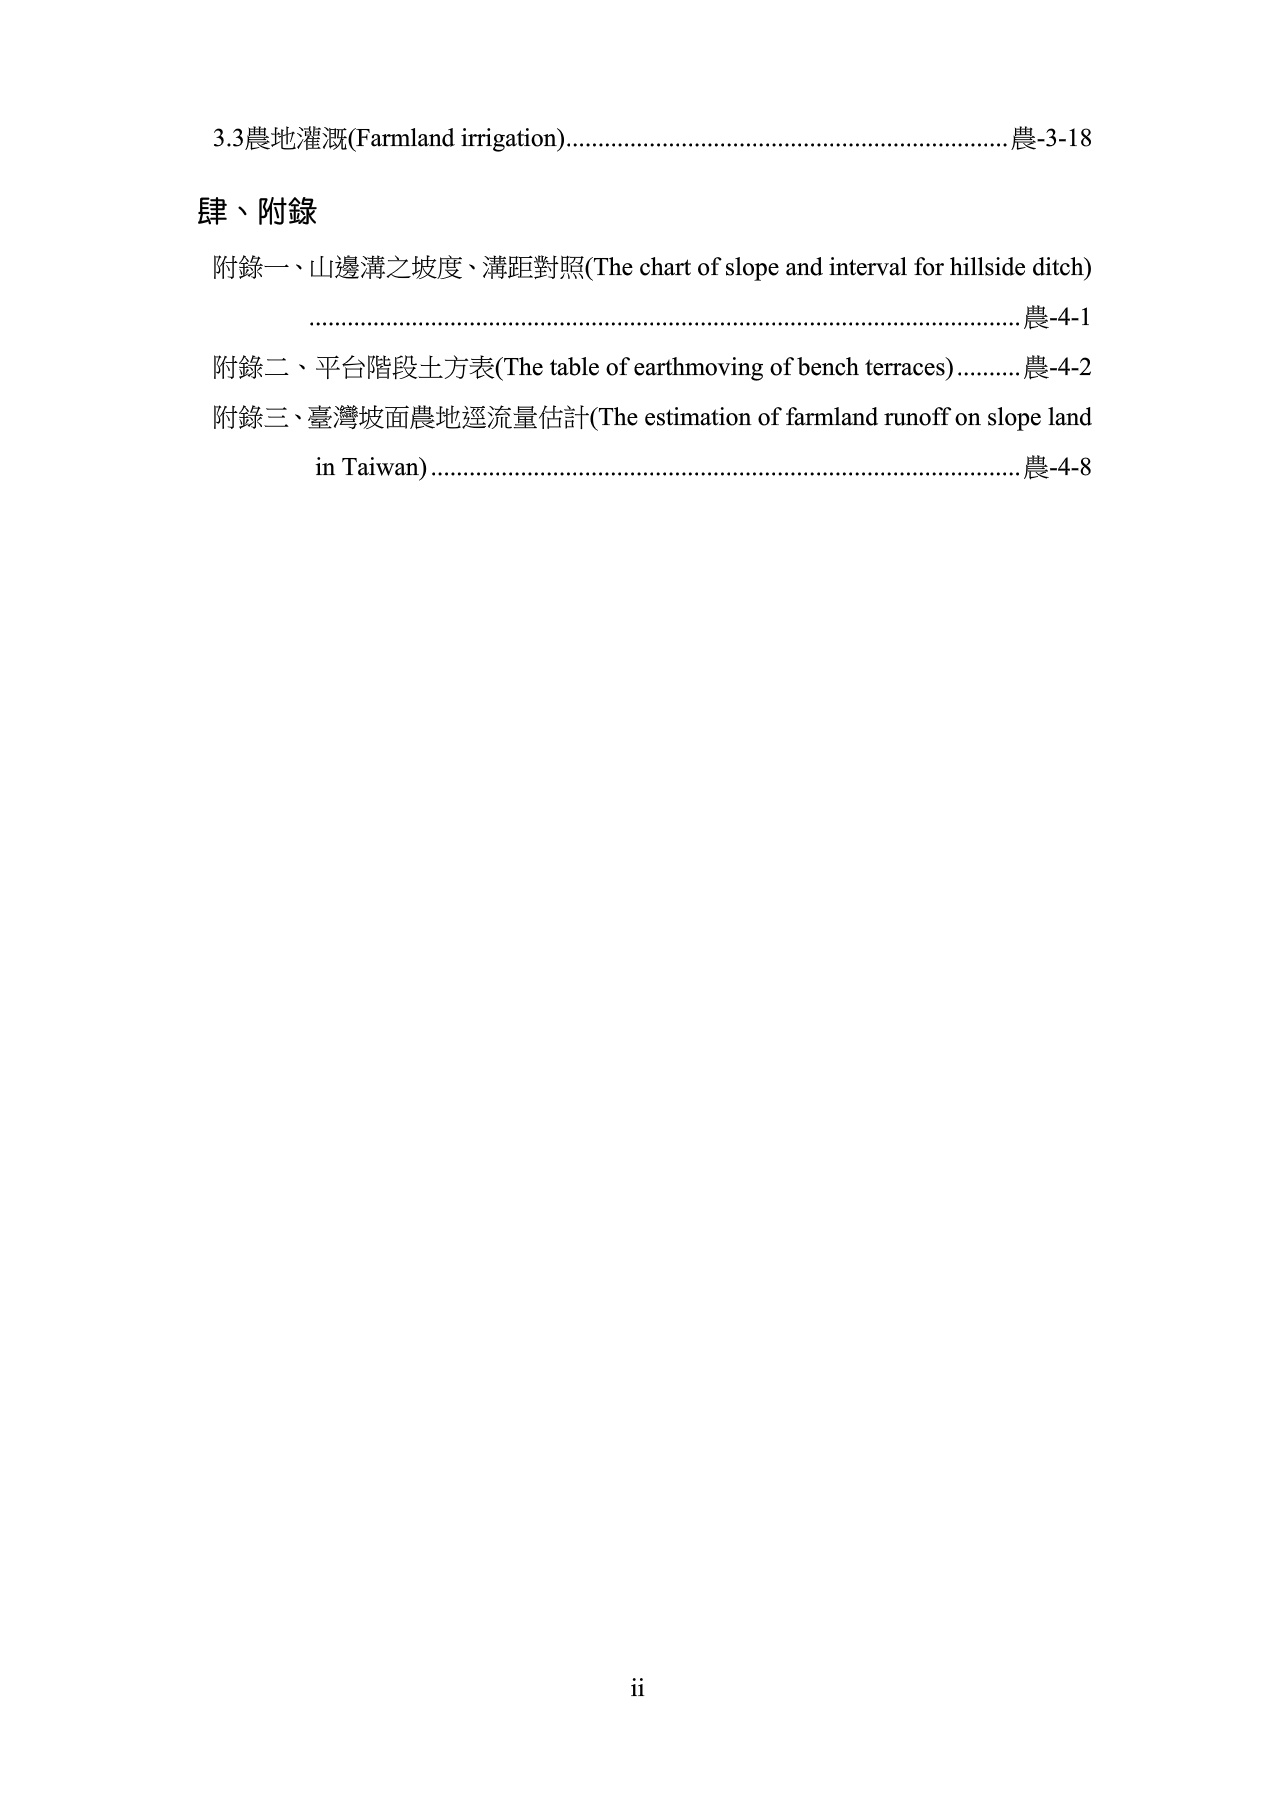 3.3農地灌溉(Farmland irrigation)....................................................................農-3-18
肆、附錄
附錄一、山邊溝之坡度、溝距對照(The chart of slope and interval for hillside ditch)
..............................................................................................................農-4-1
附錄二、平台階段土方表(The table of earthmoving of bench terraces)..........農-4-2
附錄三、臺灣坡面農地逕流量估計(The estimation of farmland runoff on slope land
in Taiwan)...........................................................................................農-4-8
ii